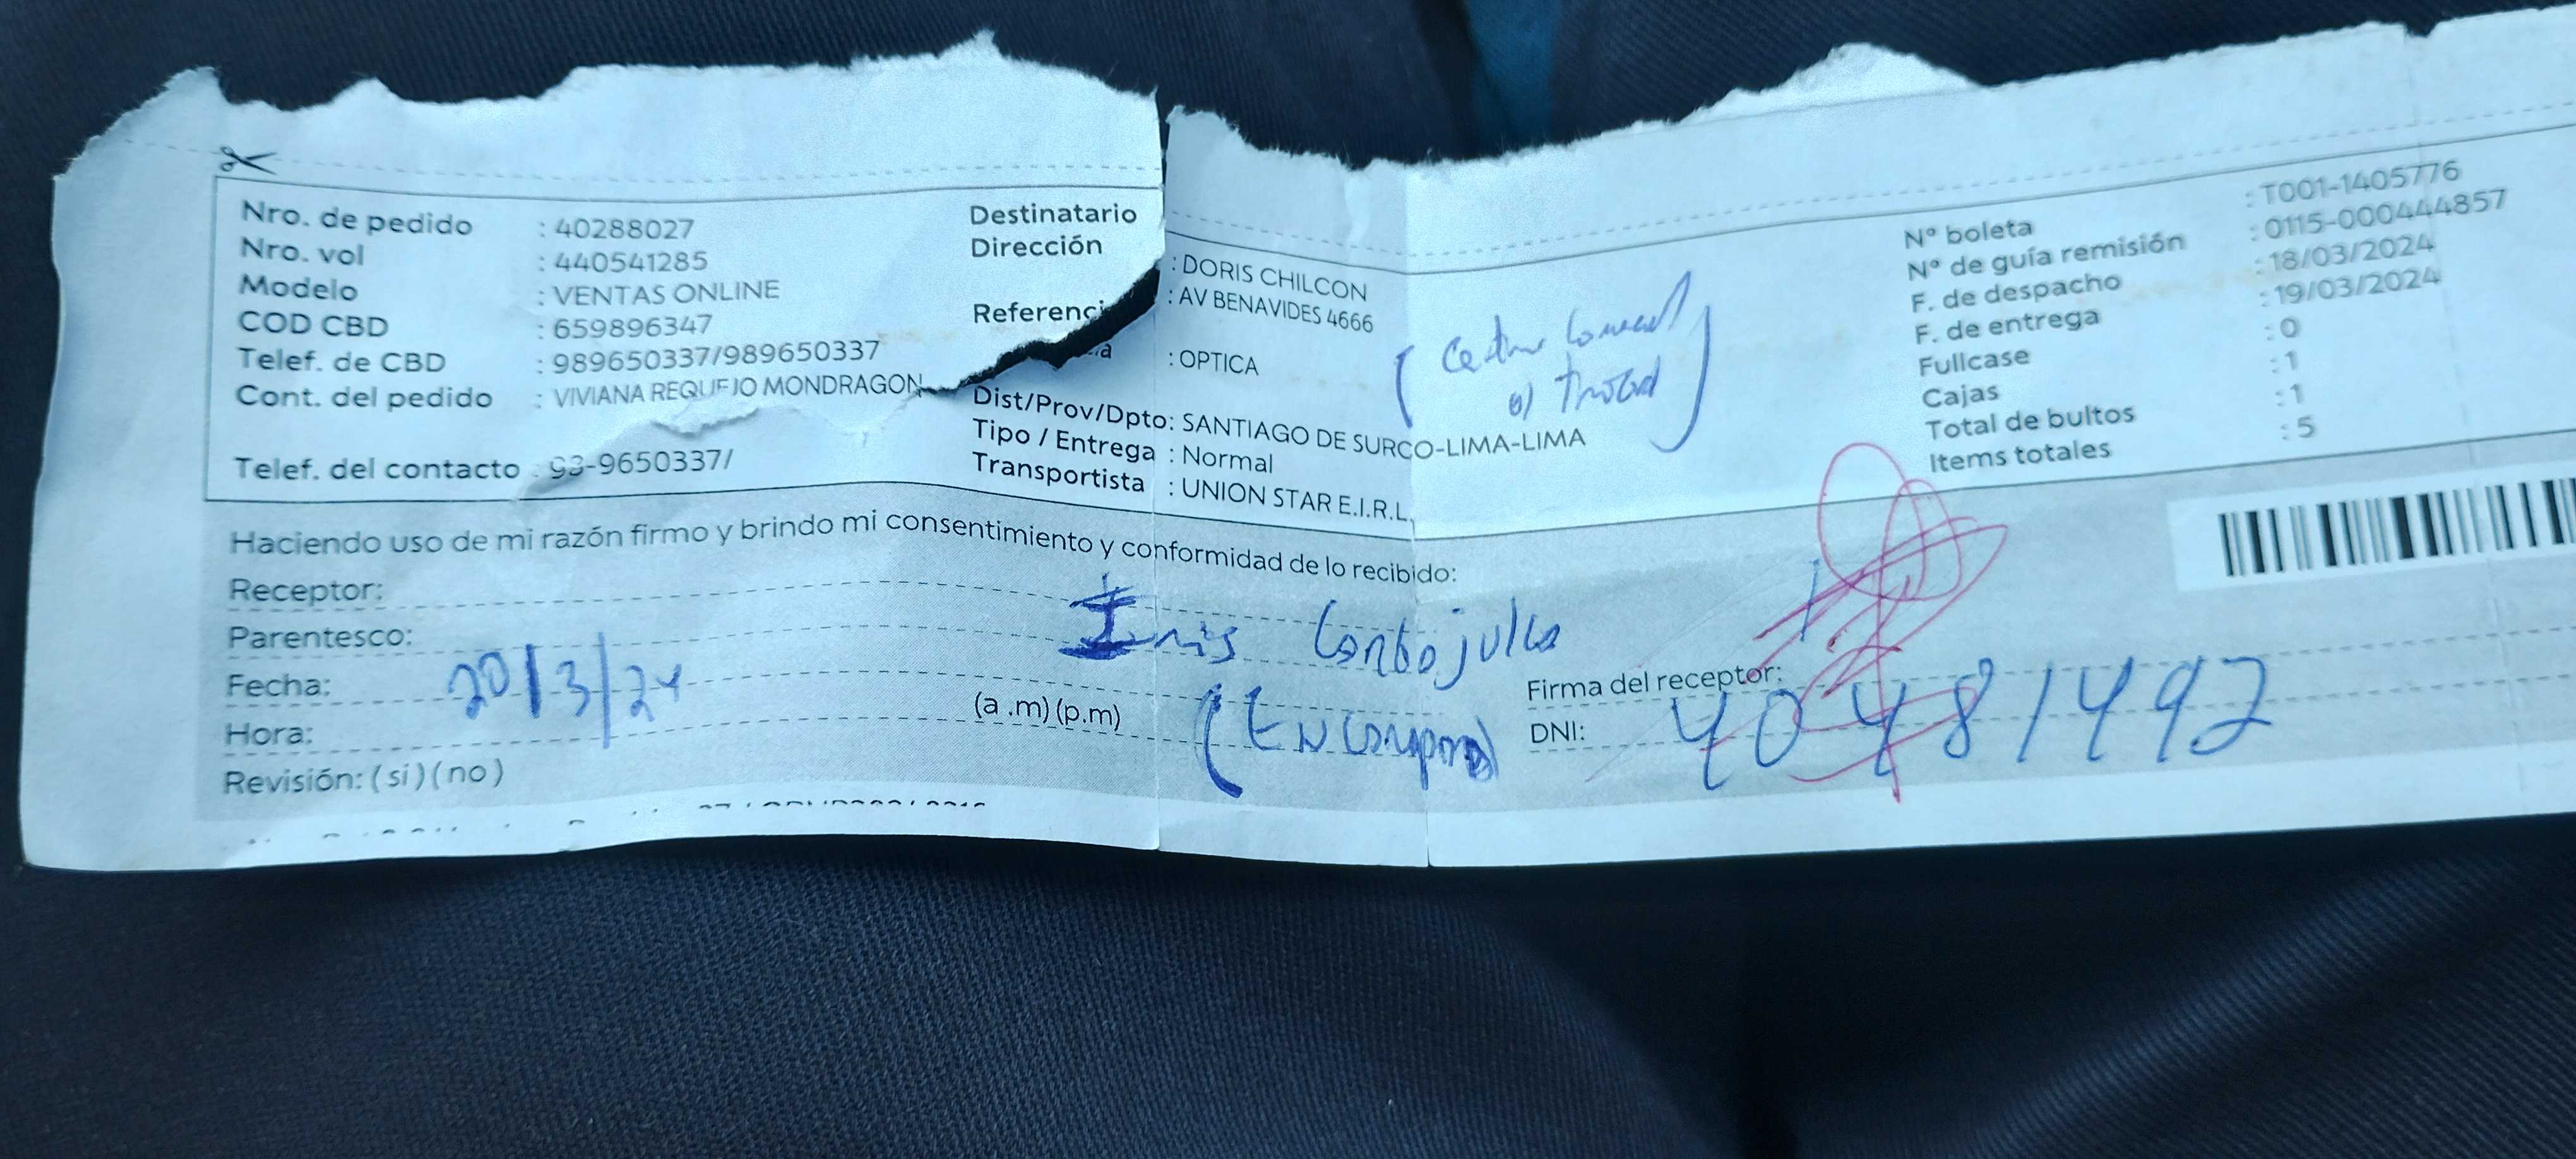 Nro. de pedido : 40288027
Nro. vol : 440541285
Modelo : VENTAS ONLINE
COD CBD : 659896347
Telef. de CBD : 989650337/989650337
Cont. del pedido : VIVIANA REQUEJO MONDRAGON
Telef. del contacto : 93-9650337/
Destinatario : DORIS CHILCON
Dirección : AV BENAVIDES 4666
Referencia : OPTICA
Dist/Prov/Dpto: SANTIAGO DE SURCO-LIMA-LIMA
Tipo / Entrega : Normal
Transportista : UNION STAR E.I.R.L.
Nº boleta : T001-1405776
Nº de guía remisión : 0115-000444857
F. de despacho : 18/03/2024
F. de entrega : 19/03/2024
Fullcase : 0
Cajas : 1
Total de bultos : 1
Items totales : 5
Haciendo uso de mi razón firmo y brindo mi consentimiento y conformidad de lo recibido:
Receptor:
Parentesco:
Fecha: 20/3/24
Hora: (a .m) (p.m)
Revisión: ( si ) ( no )
Firma del receptor:
DNI: 40481492